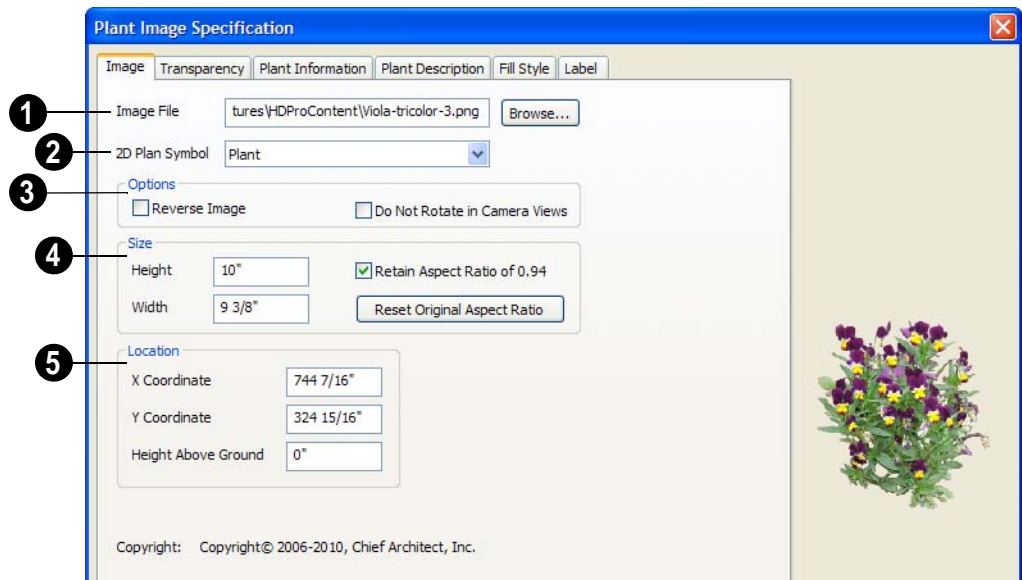 Plant Image Specification
Image Transparency Plant Information Plant Description Fill Style Label
1 Image File tures\HDProContent\Viola-tricolor-3.png Browse...
2 2D Plan Symbol Plant
3 Options
Reverse Image Do Not Rotate in Camera Views
4 Size
Height 10" Retain Aspect Ratio of 0.94
Width 9 3/8" Reset Original Aspect Ratio
5 Location
X Coordinate 744 7/16"
Y Coordinate 324 15/16"
Height Above Ground 0"
Copyright: Copyright© 2006-2010, Chief Architect, Inc.